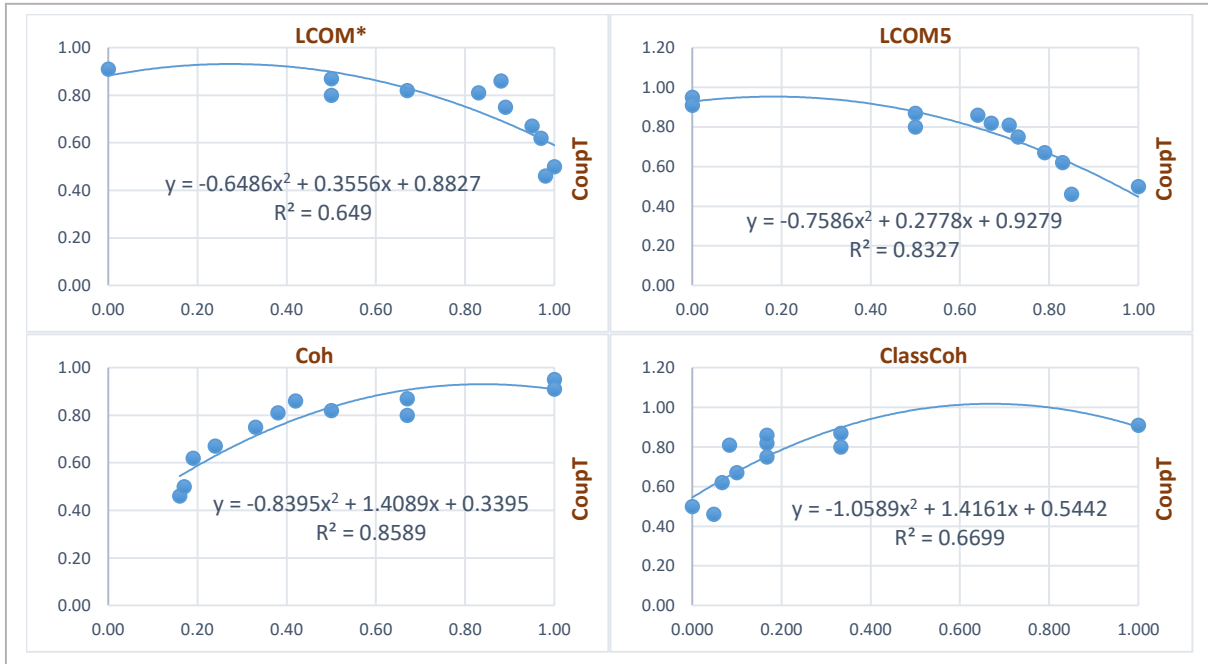 LCOM*
1.00
0.80
0.60
0.40
0.20
0.00
0.00 0.20 0.40 0.60 0.80 1.00
y = -0.6486x² + 0.3556x + 0.8827
R² = 0.649
CoupT
LCOM5
1.20
1.00
0.80
0.60
0.40
0.20
0.00
0.00 0.20 0.40 0.60 0.80 1.00
y = -0.7586x² + 0.2778x + 0.9279
R² = 0.8327
CoupT
Coh
1.00
0.80
0.60
0.40
0.20
0.00
0.00 0.20 0.40 0.60 0.80 1.00
y = -0.8395x² + 1.4089x + 0.3395
R² = 0.8589
CoupT
ClassCoh
1.20
1.00
0.80
0.60
0.40
0.20
0.00
0.000 0.200 0.400 0.600 0.800 1.000
y = -1.0589x² + 1.4161x + 0.5442
R² = 0.6699
CoupT